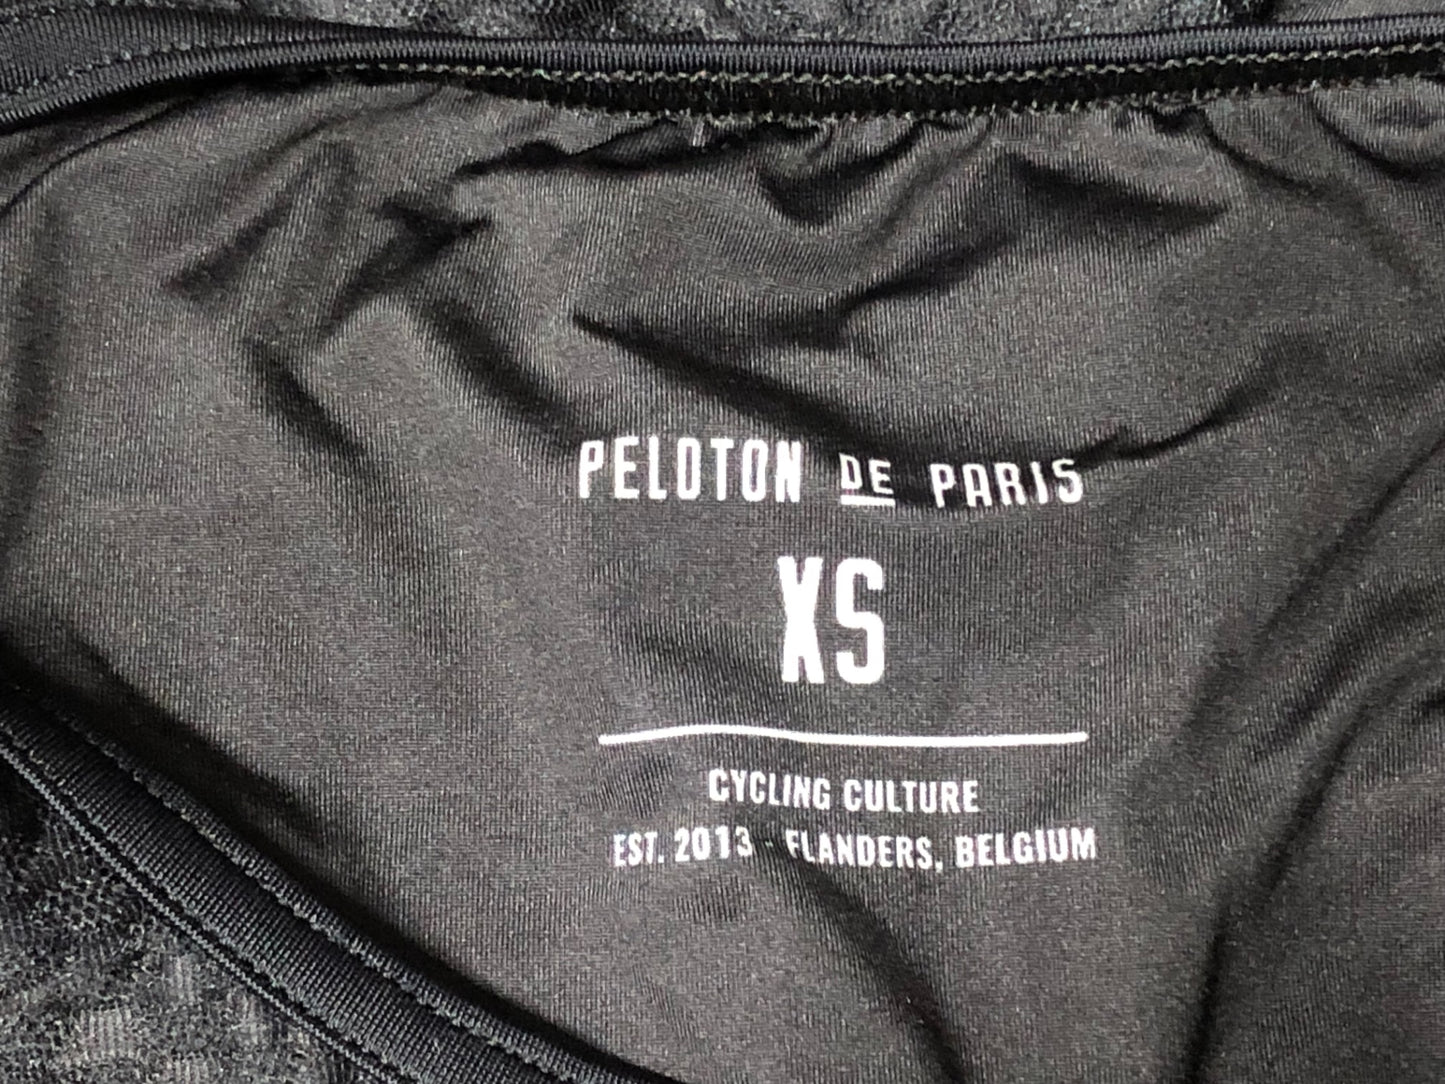 PELOTON DE PARIS
XS
CYCLING CULTURE
EST. 2013 - FLANDERS, BELGIUM